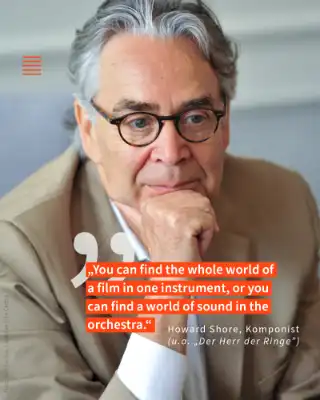 „You can find the whole world of
a film in one instrument, or you
can find a world of sound in the
orchestra.“
Howard Shore, Komponist
(u.a. „Der Herr der Ringe“)